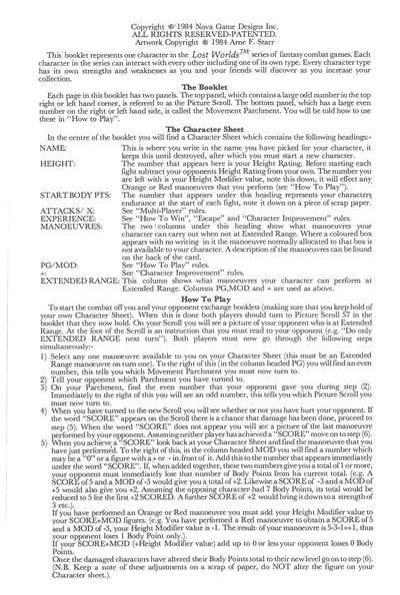 Copyright © 1984 Nova Game Designs Inc.
ALL RIGHTS RESERVED-PATENTED.
Artwork Copyright © 1984 Arne F. Starr
This booklet represents one character in the Lost Worlds™ series of fantasy combat games. Each
character in the series can interact with every other including one of its own type. Every character type
has its own strengths and weaknesses as you and your friends will discover as you increase your
collection.
The Booklet
Each page in this booklet has two panels. The top panel, which contains a large odd number in the top
right or left hand corner, is referred to as the Picture Scroll. The bottom panel, which has a large even
number on the right or left hand side, is called the Movement Parchment. You will be told how to use
these in "How to Play".
The Character Sheet
In the centre of the booklet you will find a Character Sheet which contains the following headings:-
NAME: This is where you write in the name you have picked for your character, it
keeps this until destroyed, after which you must start a new character.
HEIGHT: The number that appears here is your Height Rating. Before starting each
fight subtract your opponents Height Rating from your own. The number you
are left with is your Height Modifier value, note this down, it will effect any
Orange or Red manoeuvres that you perform (see "How To Play").
START BODY PTS: The number that appears under this heading represents your characters
endurance at the start of each fight, note it down on a piece of scrap paper.
ATTACKS/ X: See "Multi-Player" rules.
EXPERIENCE: See "How To Win", "Escape" and "Character Improvement" rules.
MANOEUVRES: The two columns under this heading show what manoeuvres your
character can carry out when not at Extended Range. Where a coloured box
appears with no writing in it the manoeuvre normally allocated to that box is
not available to your character. A description of the manoeuvres can be found
on the back of the card.
PG/MOD: See "How To Play" rules.
+: See "Character Improvement" rules.
EXTENDED RANGE: This column shows what manoeuvres your character can perform at
Extended Range. Columns PG,MOD and + are used as above.
How To Play
To start the combat off you and your opponent exchange booklets (making sure that you keep hold of
your own Character Sheet). When this is done both players should turn to Picture Scroll 57 in the
booklet that they now hold. On your Scroll you will see a picture of your opponent who is at Extended
Range. At the foot of the Scroll is an instruction that you must read to your opponent (e.g. "Do only
EXTENDED RANGE next turn"). Both players must now go through the following steps
simultaneously:-
1) Select any one manoeuvre available to you on your Character Sheet (this must be an Extended
Range manoeuvre on turn one). To the right of this (in the column headed PG) you will find an even
number, this tells you which Movement Parchment you must now turn to.
2) Tell your opponent which Parchment you have turned to.
3) On your Parchment, find the even number that your opponent gave you during step (2).
Immediately to the right of this you will see an odd number, this tells you which Picture Scroll you
must now turn to.
4) When you have turned to the new Scroll you will see whether or not you have hurt your opponent. If
the word "SCORE" appears on the Scroll there is a chance that damage has been done, proceed to
step (5). When the word "SCORE" does not appear you will see a picture of the last manoeuvre
performed by your opponent. Assuming neither player has achieved a "SCORE" move on to step (6).
5) When you achieve a "SCORE" look back at your Character Sheet and find the manoeuvre that you
have just performed. To the right of this, in the column headed MOD you will find a number which
may be a "0" or a figure with a + or - in front of it. Add this to the number that appears immediately
under the word "SCORE". If, when added together, these two numbers give you a total of 1 or more,
your opponent must immediately lose that number of Body Points from his current total. (e.g. A
SCORE of 5 and a MOD of -3 would give you a total of +2. Likewise a SCORE of -3 and a MOD of
+5 would also give you +2. Assuming the opposing character had 7 Body Points, its total would be
reduced to 5 for the first +2 SCORED. A further SCORE of +2 would bring it down to a strength of
3 etc.).
If you have performed an Orange or Red manoeuvre you must add your Height Modifier value to
your SCORE+MOD figures. (e.g. You have performed a Red manoeuvre to obtain a SCORE of 5
and a MOD of -3, your Height Modifier value is -1. The result of your manoeuvre is 5-3-1=+1, thus
your opponent loses 1 Body Point only.).
If your SCORE+MOD (+Height Modifier value) add up to 0 or less your opponent loses 0 Body
Points.
Once the damaged characters have altered their Body Points total to their new level go on to step (6).
(N.B. Keep a note of these adjustments on a scrap of paper, do NOT alter the figure on your
Character sheet.).